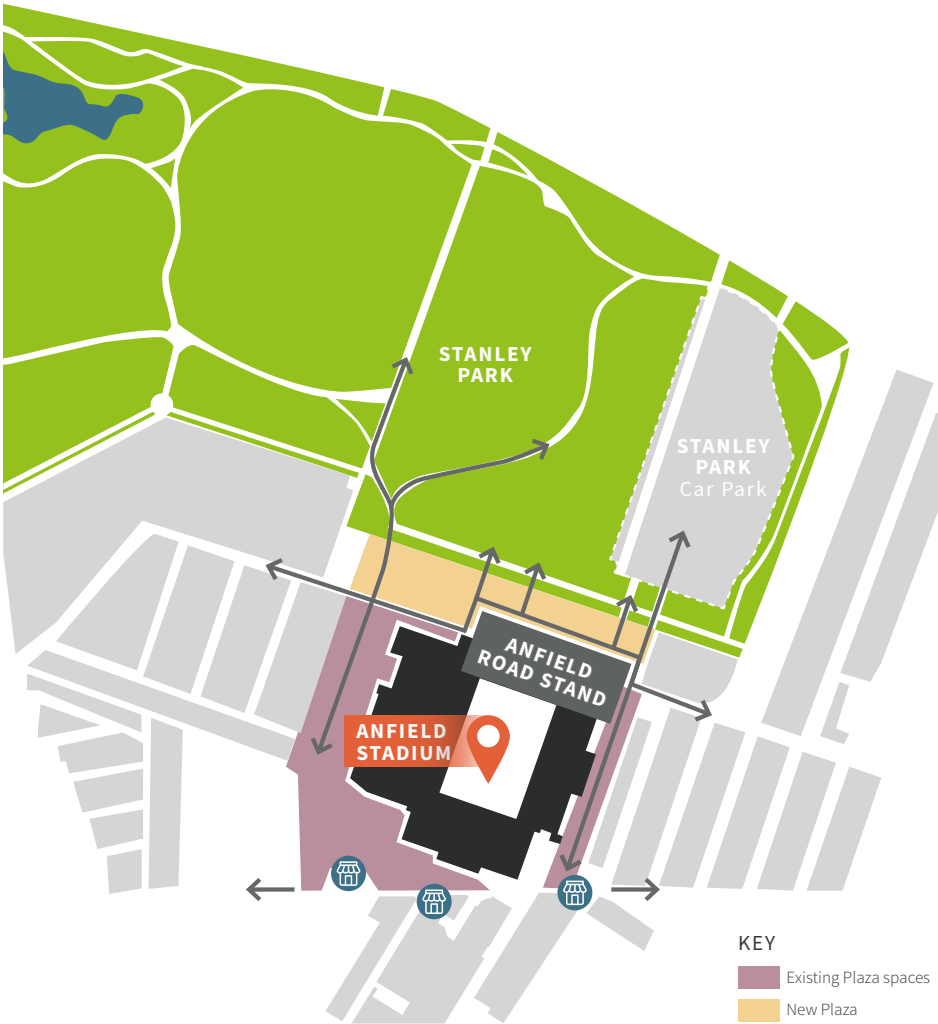 STANLEY
PARK
STANLEY
PARK
Car Park
ANFIELD
ROAD STAND
ANFIELD
STADIUM
KEY
Existing Plaza spaces
New Plaza